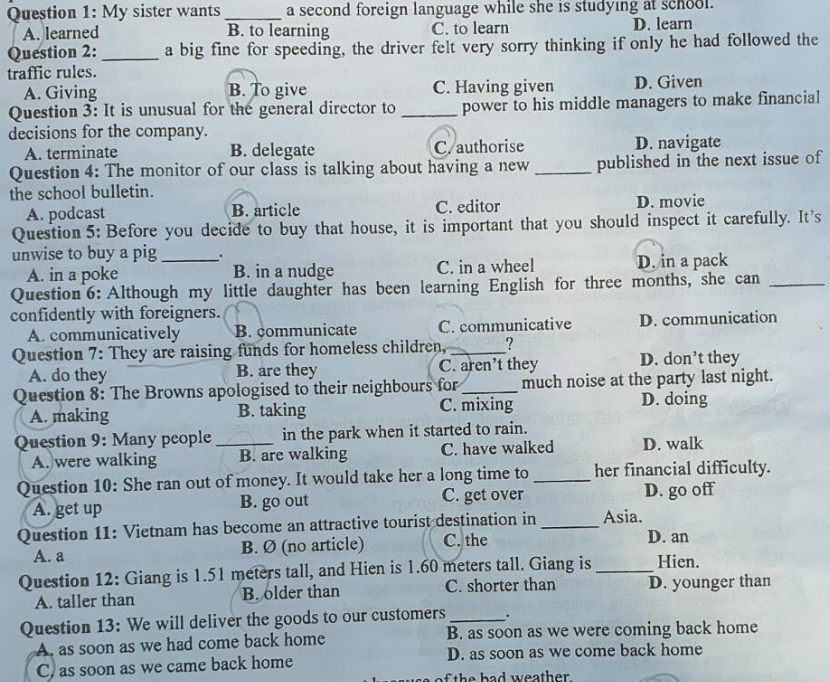 Question 1: My sister wants ______ a second foreign language while she is studying at school.
A. learned B. to learning C. to learn D. learn
Question 2: ______ a big fine for speeding, the driver felt very sorry thinking if only he had followed the
traffic rules.
A. Giving B. To give C. Having given D. Given
Question 3: It is unusual for the general director to ______ power to his middle managers to make financial
decisions for the company.
A. terminate B. delegate C. authorise D. navigate
Question 4: The monitor of our class is talking about having a new ______ published in the next issue of
the school bulletin.
A. podcast B. article C. editor D. movie
Question 5: Before you decide to buy that house, it is important that you should inspect it carefully. It's
unwise to buy a pig ______.
A. in a poke B. in a nudge C. in a wheel D. in a pack
Question 6: Although my little daughter has been learning English for three months, she can ______
confidently with foreigners.
A. communicatively B. communicate C. communicative D. communication
Question 7: They are raising funds for homeless children, ______?
A. do they B. are they C. aren't they D. don't they
Question 8: The Browns apologised to their neighbours for ______ much noise at the party last night.
A. making B. taking C. mixing D. doing
Question 9: Many people ______ in the park when it started to rain.
A. were walking B. are walking C. have walked D. walk
Question 10: She ran out of money. It would take her a long time to ______ her financial difficulty.
A. get up B. go out C. get over D. go off
Question 11: Vietnam has become an attractive tourist destination in ______ Asia.
A. a B. Ø (no article) C. the D. an
Question 12: Giang is 1.51 meters tall, and Hien is 1.60 meters tall. Giang is ______ Hien.
A. taller than B. older than C. shorter than D. younger than
Question 13: We will deliver the goods to our customers ______.
A. as soon as we had come back home B. as soon as we were coming back home
C. as soon as we came back home D. as soon as we come back home
of the bad weather.